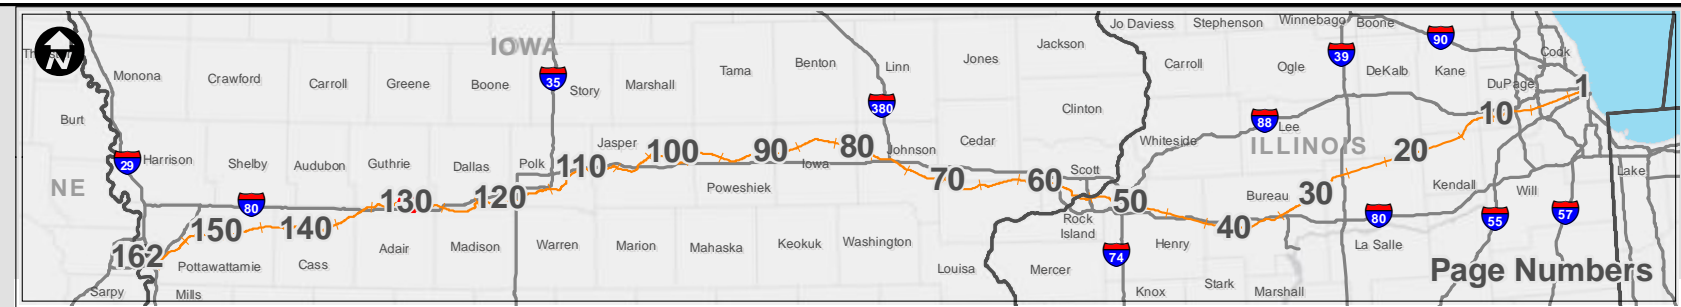 Jo Daviess
Stephenson
Winnebago
Boone
IOWA
N
Monona
Crawford
Carroll
Greene
Boone
35
Story
Marshall
Tama
Benton
Linn
Jones
Jackson
Carroll
Ogle
39
DeKalb
90
Kane
Cook
DuPage
1
Burt
380
Clinton
88
Lee
10
Whiteside
ILLINOIS
20
29
Harrison
Shelby
Audubon
Guthrie
Dallas
Polk
110
Jasper
100
90
Iowa
80
Johnson
Cedar
Scott
Lake
NE
80
130
120
Poweshiek
70
60
50
Bureau
30
Kendall
Will
162
150
140
Pottawattamie
Cass
Adair
Madison
Warren
Marion
Mahaska
Keokuk
Washington
Louisa
Mercer
Rock
Island
74
Henry
40
La Salle
80
55
57
Page Numbers
Sarpy
Mills
Knox
Stark
Marshall